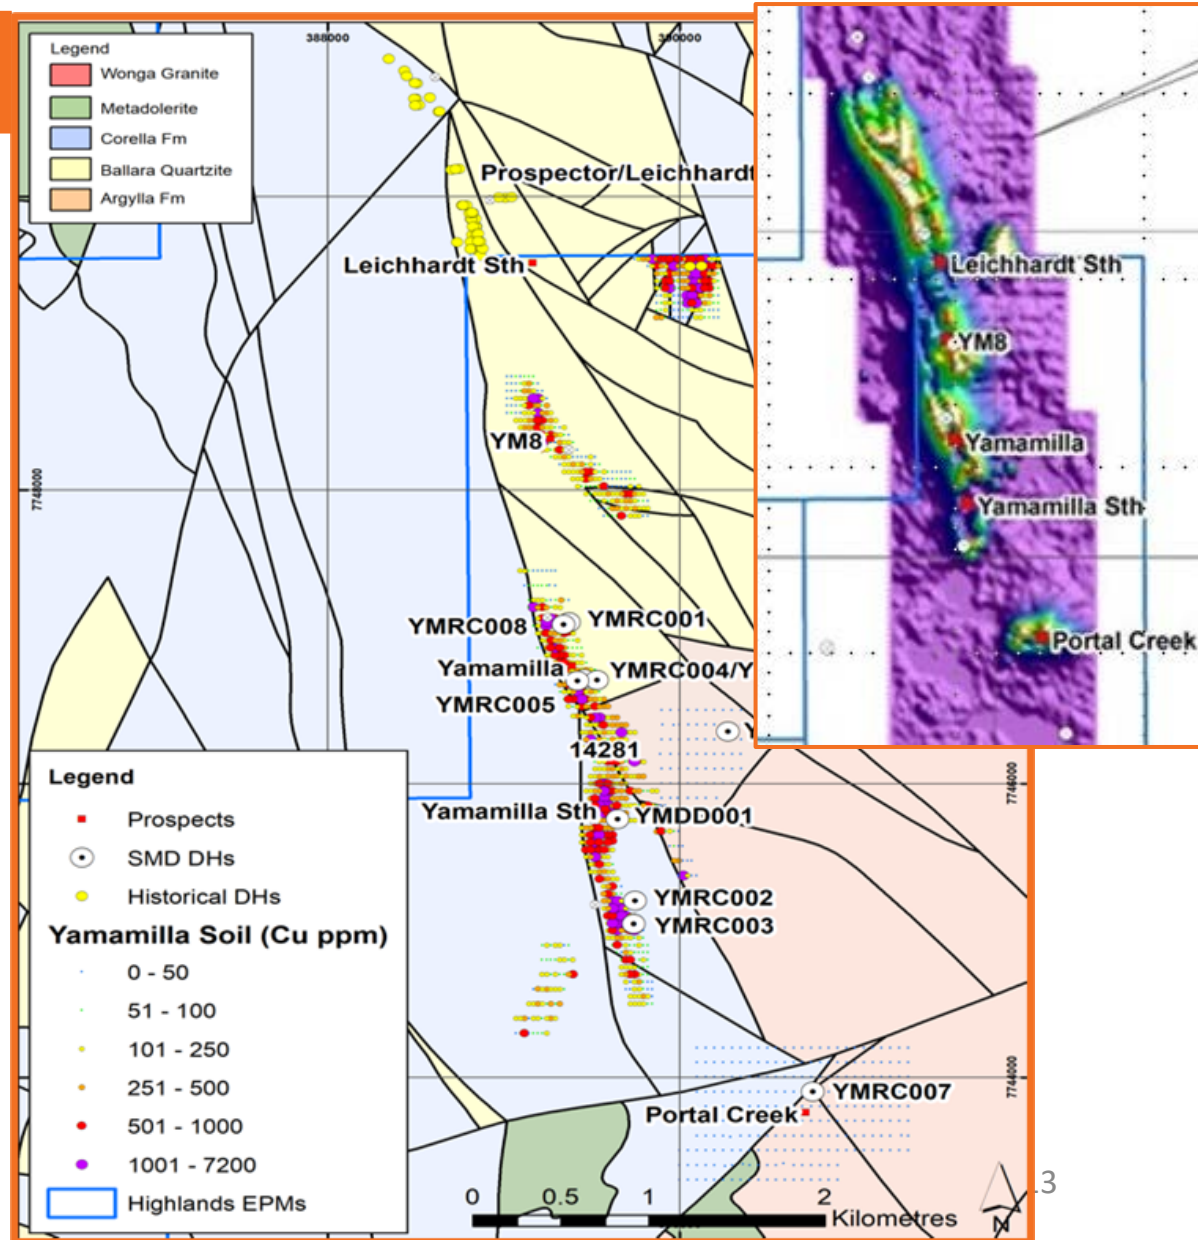 388000
390000
Legend
Wonga Granite
Metadolerite
Corella Fm
Ballara Quartzite
Argylla Fm
Prospector/Leichhardt
Leichhardt Sth
YM8
7748000
YMRC008
YMRC001
Yamamilla
YMRC004/Y
YMRC005
Y
14281
Yamamilla Sth
YMDD001
7746000
YMRC002
YMRC003
7744000
YMRC007
Portal Creek
Legend
Prospects
SMD DHs
Historical DHs
Yamamilla Soil (Cu ppm)
0 - 50
51 - 100
101 - 250
251 - 500
501 - 1000
1001 - 7200
Highlands EPMs
0 0.5 1 2
Kilometres
N
Leichhardt Sth
YM8
Yamamilla
Yamamilla Sth
Portal Creek
3